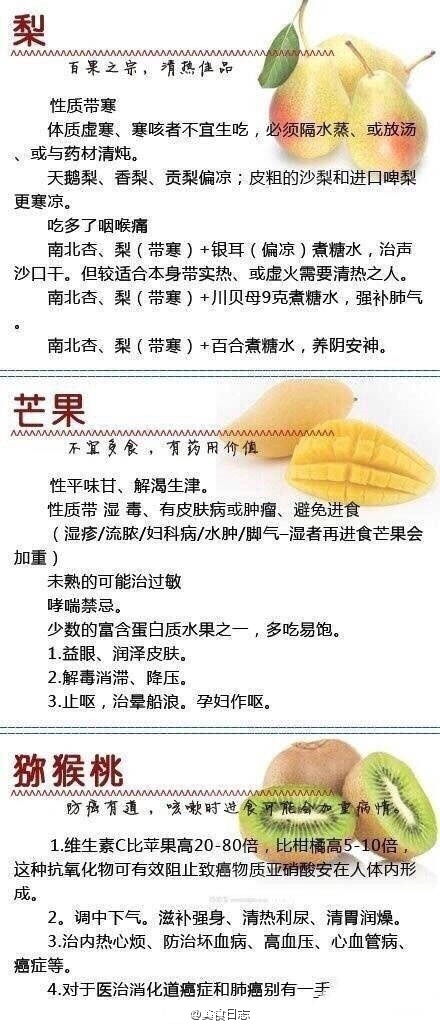 梨
百果之宗，清热佳品
性质带寒
体质虚寒、寒咳者不宜生吃，必须隔水蒸、或放汤
、或与药材清炖。
天鹅梨、香梨、贡梨偏凉；皮粗的沙梨和进口啤梨
更寒凉。
吃多了咽喉痛
南北杏、梨（带寒）+银耳（偏凉）煮糖水，治声
沙口干。但较适合本身带实热、或虚火需要清热之人。
南北杏、梨（带寒）+川贝母9克煮糖水，强补肺气
。
南北杏、梨（带寒）+百合煮糖水，养阴安神。
芒果
不宜多食，有药用价值
性平味甘、解渴生津。
性质带 湿 毒、有皮肤病或肿瘤、避免进食
（湿疹/流脓/妇科病/水肿/脚气—湿者再进食芒果会
加重）
未熟的可能治过敏
哮喘禁忌。
少数的富含蛋白质水果之一，多吃易饱。
1.益眼、润泽皮肤。
2.解毒消滞、降压。
3.止呕，治晕船浪。孕妇作呕。
猕猴桃
防癌有道，咳嗽时进食可能会加重病情。
1.维生素C比苹果高20-80倍，比柑橘高5-10倍，
这种抗氧化物可有效阻止致癌物质亚硝酸安在人体内形
成。
2。调中下气。滋补强身、清热利尿、清胃润燥。
3.治内热心烦、防治坏血病、高血压、心血管病、
癌症等。
4.对于医治消化道癌症和肺癌别有一手
@美食日志